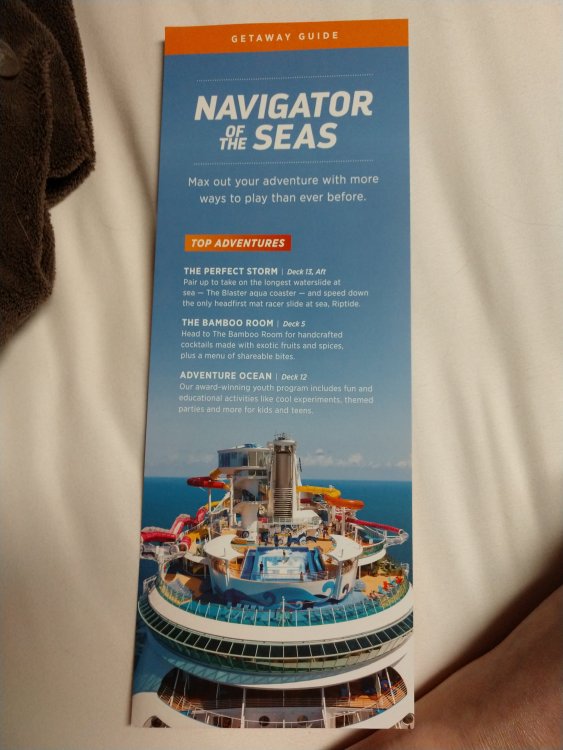 GETAWAY GUIDE
NAVIGATOR
OF THE SEAS
Max out your adventure with more
ways to play than ever before.
TOP ADVENTURES
THE PERFECT STORM | Deck 13, Aft
Pair up to take on the longest waterslide at
sea — The Blaster aqua coaster — and speed down
the only headfirst mat racer slide at sea, Riptide.
THE BAMBOO ROOM | Deck 5
Head to The Bamboo Room for handcrafted
cocktails made with exotic fruits and spices,
plus a menu of shareable bites.
ADVENTURE OCEAN | Deck 12
Our award-winning youth program includes fun and
educational activities like cool experiments, themed
parties and more for kids and teens.